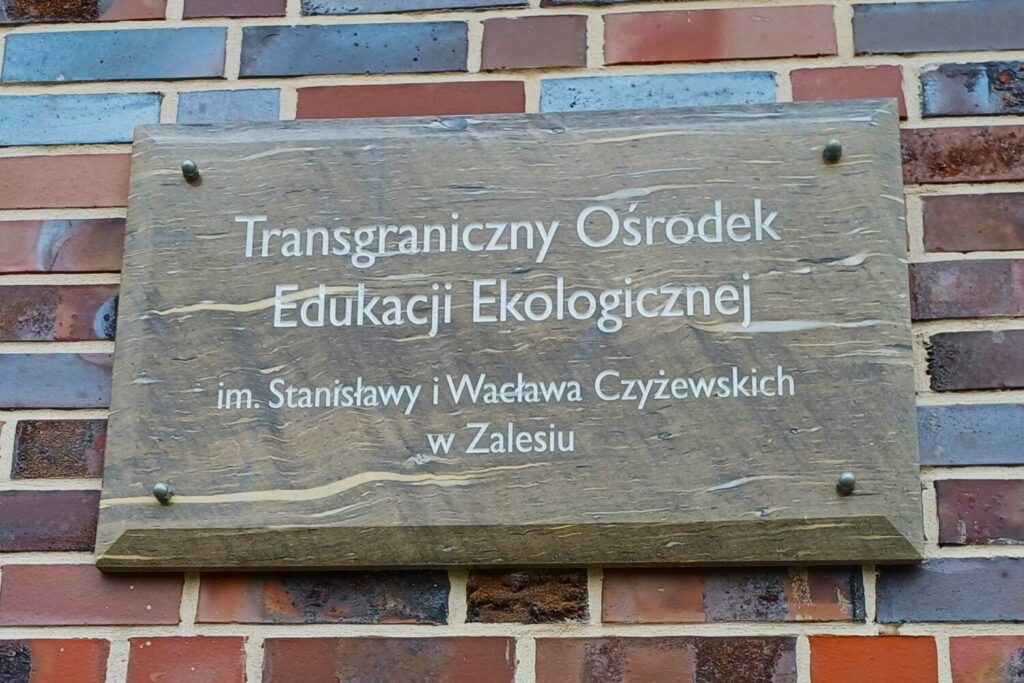 Transgraniczny Ośrodek
Edukacji Ekologicznej
im. Stanisławy i Wacława Czyżewskich
w Zalesiu